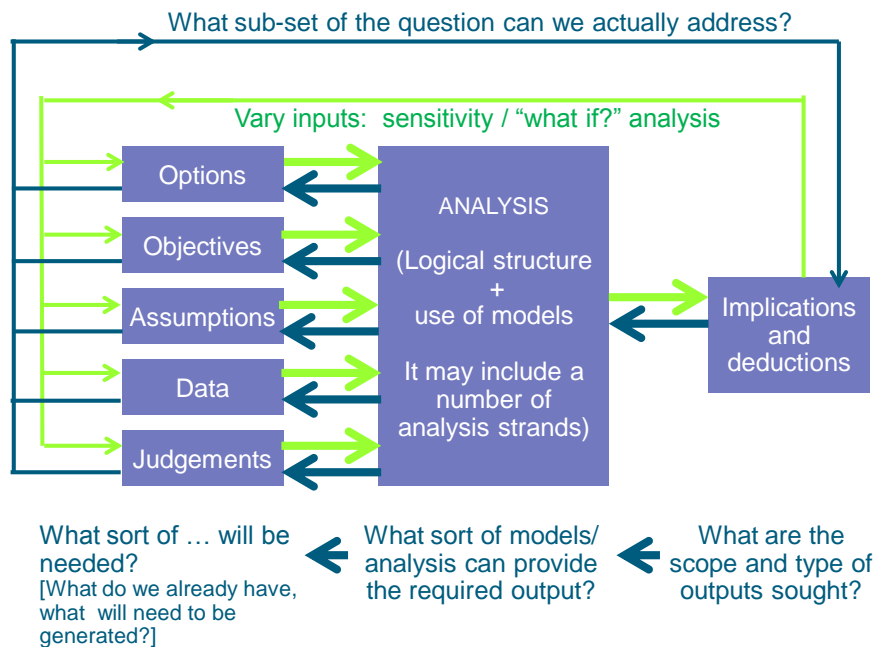 What sub-set of the question can we actually address?
Vary inputs:  sensitivity / “what if?” analysis
Options
Objectives
Assumptions
Data
Judgements
ANALYSIS
(Logical structure
+
use of models
It may include a
number of
analysis strands)
Implications
and
deductions
What sort of … will be
needed?
[What do we already have,
what  will need to be
generated?]
What sort of models/
analysis can provide
the required output?
What are the
scope and type of
outputs sought?